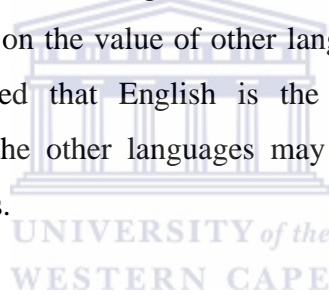 on the value of other lang
ed that English is the
he other languages may
s.
UNIVERSITY of the
WESTERN CAPE